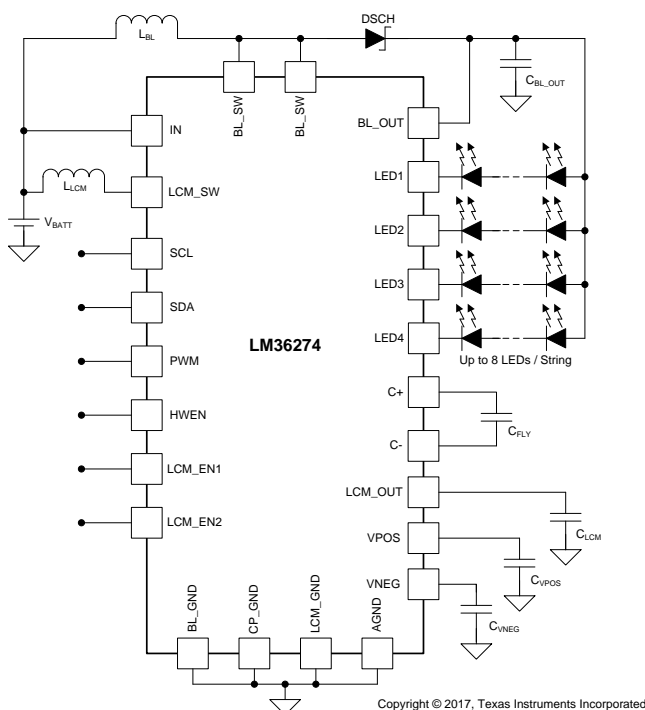 DSCH
L_BL
C_BL_OUT
BL_SW
BL_SW
IN
BL_OUT
LCM_SW
L_LCM
V_BATT
LED1
LED2
LED3
LED4
Up to 8 LEDs / String
SCL
SDA
PWM
HWEN
LCM_EN1
LCM_EN2
LM36274
C+
C-
C_FLY
LCM_OUT
C_LCM
VPOS
C_VPOS
VNEG
C_VNEG
BL_GND
CP_GND
LCM_GND
AGND
Copyright © 2017, Texas Instruments Incorporated